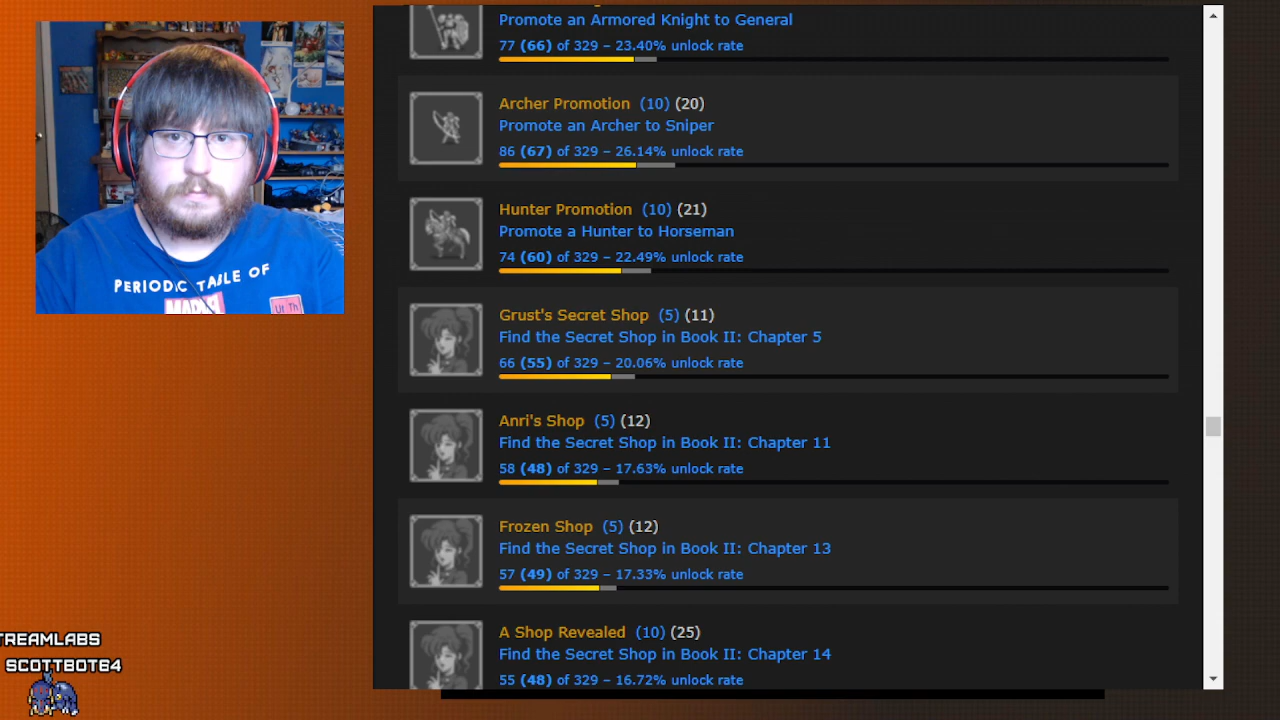 Promote an Armored Knight to General
77 (66) of 329 – 23.40% unlock rate
Archer Promotion (10) (20)
Promote an Archer to Sniper
86 (67) of 329 – 26.14% unlock rate
Hunter Promotion (10) (21)
Promote a Hunter to Horseman
74 (60) of 329 – 22.49% unlock rate
Grust's Secret Shop (5) (11)
Find the Secret Shop in Book II: Chapter 5
66 (55) of 329 – 20.06% unlock rate
Anri's Shop (5) (12)
Find the Secret Shop in Book II: Chapter 11
58 (48) of 329 – 17.63% unlock rate
Frozen Shop (5) (12)
Find the Secret Shop in Book II: Chapter 13
57 (49) of 329 – 17.33% unlock rate
A Shop Revealed (10) (25)
Find the Secret Shop in Book II: Chapter 14
55 (48) of 329 – 16.72% unlock rate
PERIODIC TABLE OF
TREAMLABS
SCOTTBOT64